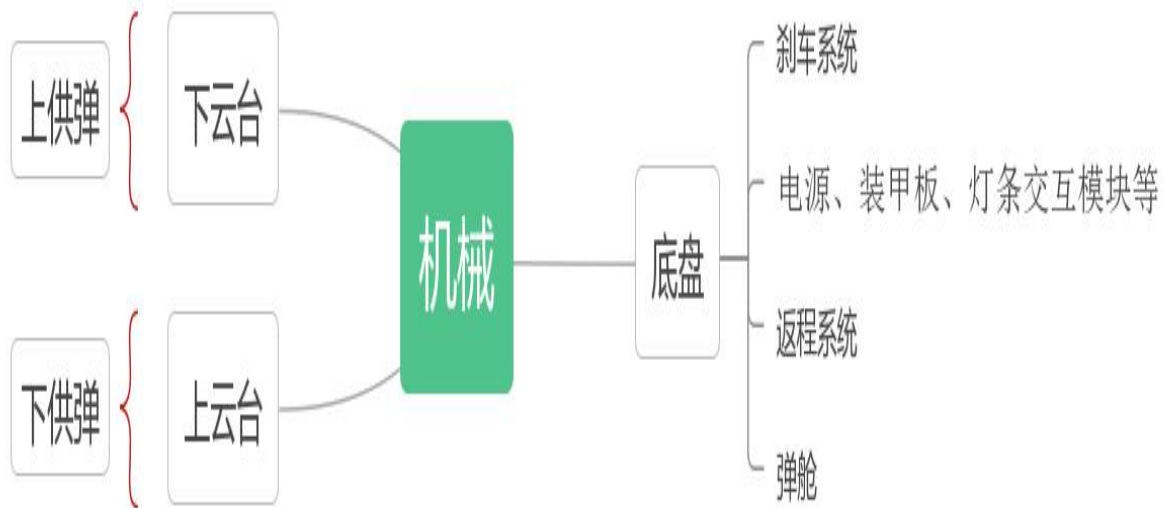 上供弹
下云台
下供弹
上云台
机械
底盘
刹车系统
电源、装甲板、灯条交互模块等
返程系统
弹舱